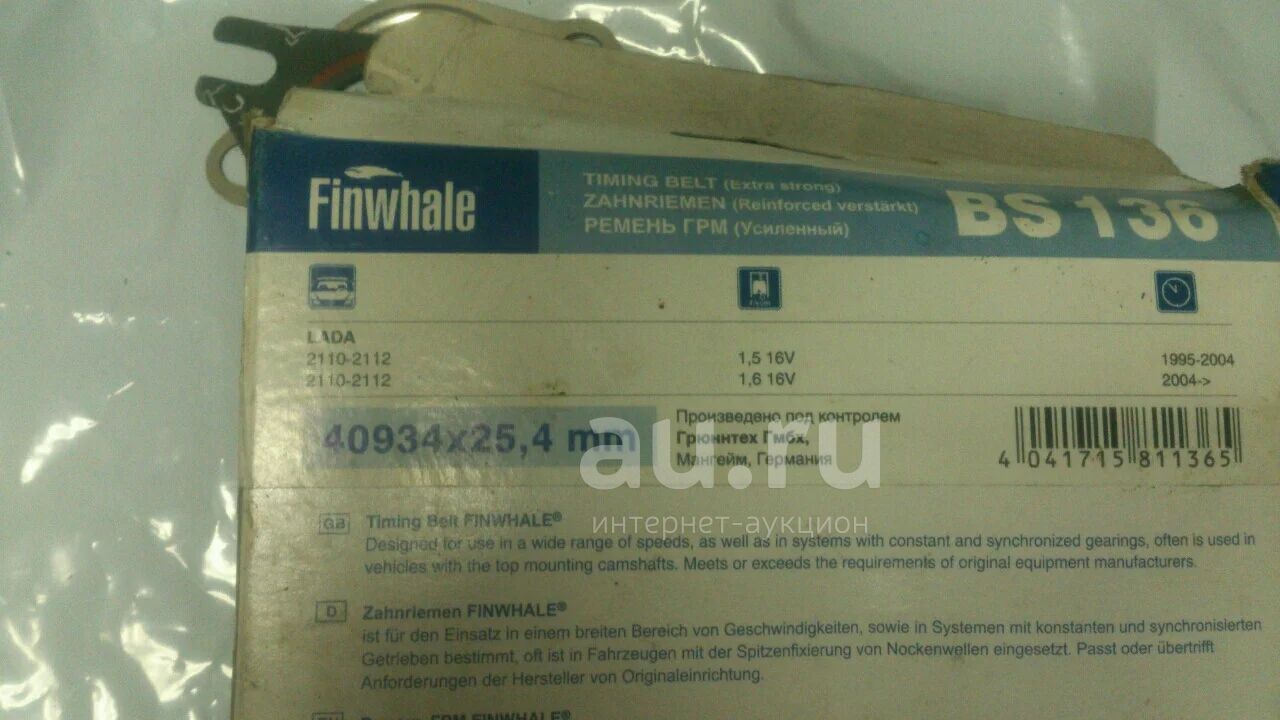 Finwhale
TIMING BELT (Extra strong)
ZAHNRIEMEN (Reinforced verstärkt)
РЕМЕНЬ ГРМ (Усиленный)
BS 136
LADA
2110-2112 1,5 16V 1995-2004
2110-2112 1,6 16V 2004->
40934x25,4 mm
Произведено под контролем
Грюннтех Гмбх,
Мангейм, Германия
4 041715 811365
au.ru
интернет-аукцион
GB Timing Belt FINWHALE®
Designed for use in a wide range of speeds, as well as in systems with constant and synchronized gearings, often is used in
vehicles with the top mounting camshafts. Meets or exceeds the requirements of original equipment manufacturers.
D Zahnriemen FINWHALE®
ist für den Einsatz in einem breiten Bereich von Geschwindigkeiten, sowie in Systemen mit konstanten und synchronisierten
Getrieben bestimmt, oft ist in Fahrzeugen mit der Spitzenfixierung von Nockenwellen eingesetzt. Passt oder übertrifft
Anforderungen der Hersteller von Originaleinrichtung.
FINWHALE®